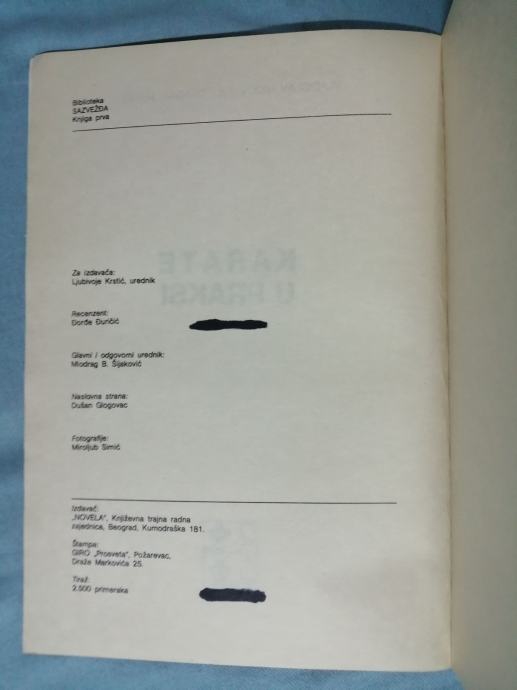 Biblioteka
SAZVEŽĐA
Knjiga prva
KARATE
U PRAKSI
Za izdavača:
Ljubivoje Krstić, urednik
Recenzent:
Đorđe Đuričić
Glavni i odgovorni urednik:
Miodrag B. Šijaković
Naslovna strana:
Dušan Glogovac
Fotografije:
Miroljub Simić
Izdavač:
„NOVELA", Književna trajna radna
zajednica, Beograd, Kumodraška 181.
Štampa:
GIRO „Prosveta", Požarevac,
Draže Markovića 25.
Tiraž:
2.500 primeraka